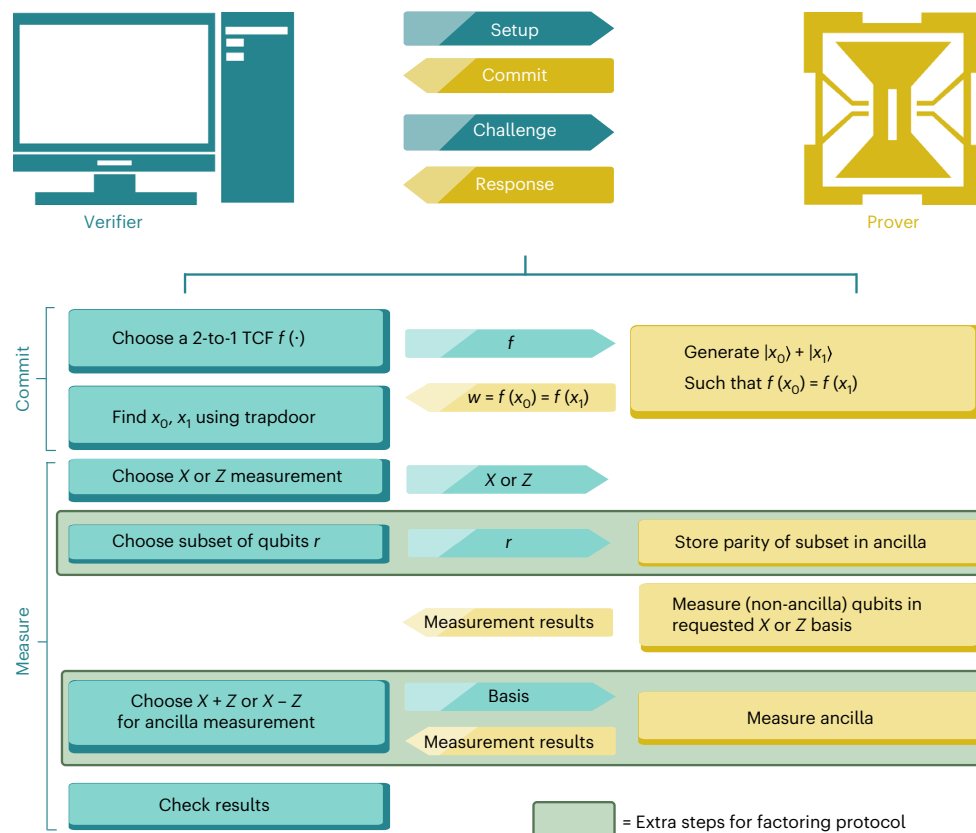 Setup
Commit
Challenge
Response
Verifier
Prover
Commit
Choose a 2-to-1 TCF f (·)
f
Generate |x₀⟩ + |x₁⟩
Such that f (x₀) = f (x₁)
Find x₀, x₁ using trapdoor
w = f (x₀) = f (x₁)
Measure
Choose X or Z measurement
X or Z
Choose subset of qubits r
r
Store parity of subset in ancilla
Measurement results
Measure (non-ancilla) qubits in
requested X or Z basis
Choose X + Z or X – Z
for ancilla measurement
Basis
Measurement results
Measure ancilla
Check results
= Extra steps for factoring protocol